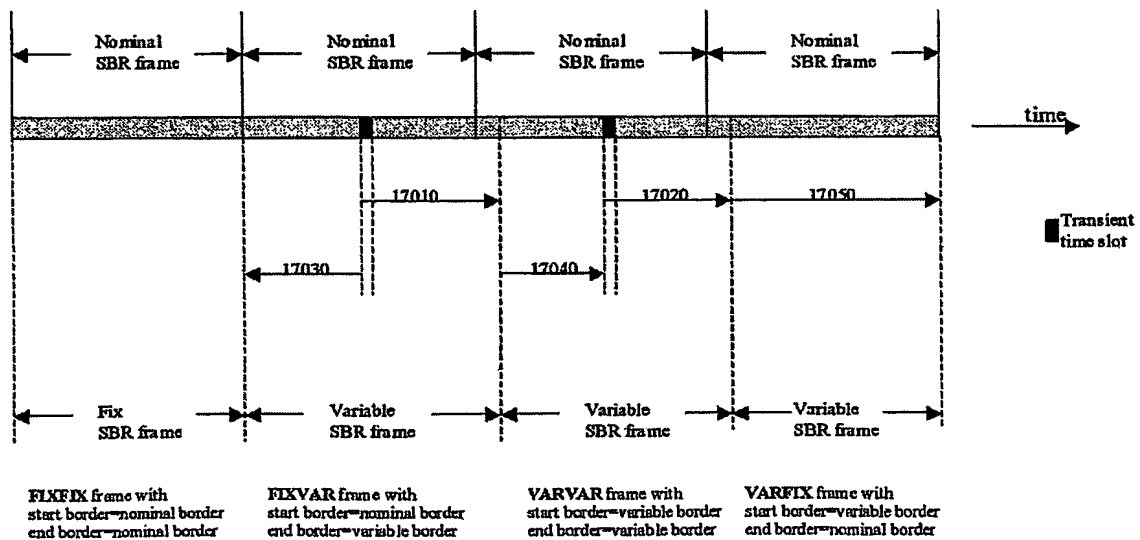 Nominal
SBR frame
Nominal
SBR frame
Nominal
SBR frame
Nominal
SBR frame
time
17010
17020
17050
Transient
time slot
17030
17040
Fix
SBR frame
Variable
SBR frame
Variable
SBR frame
Variable
SBR frame
FIXFIX frame with
start border=nominal border
end border=nominal border
FIXVAR frame with
start border=nominal border
end border=variable border
VARVAR frame with
start border=variable border
end border=variable border
VARFIX frame with
start border=variable border
end border=nominal border